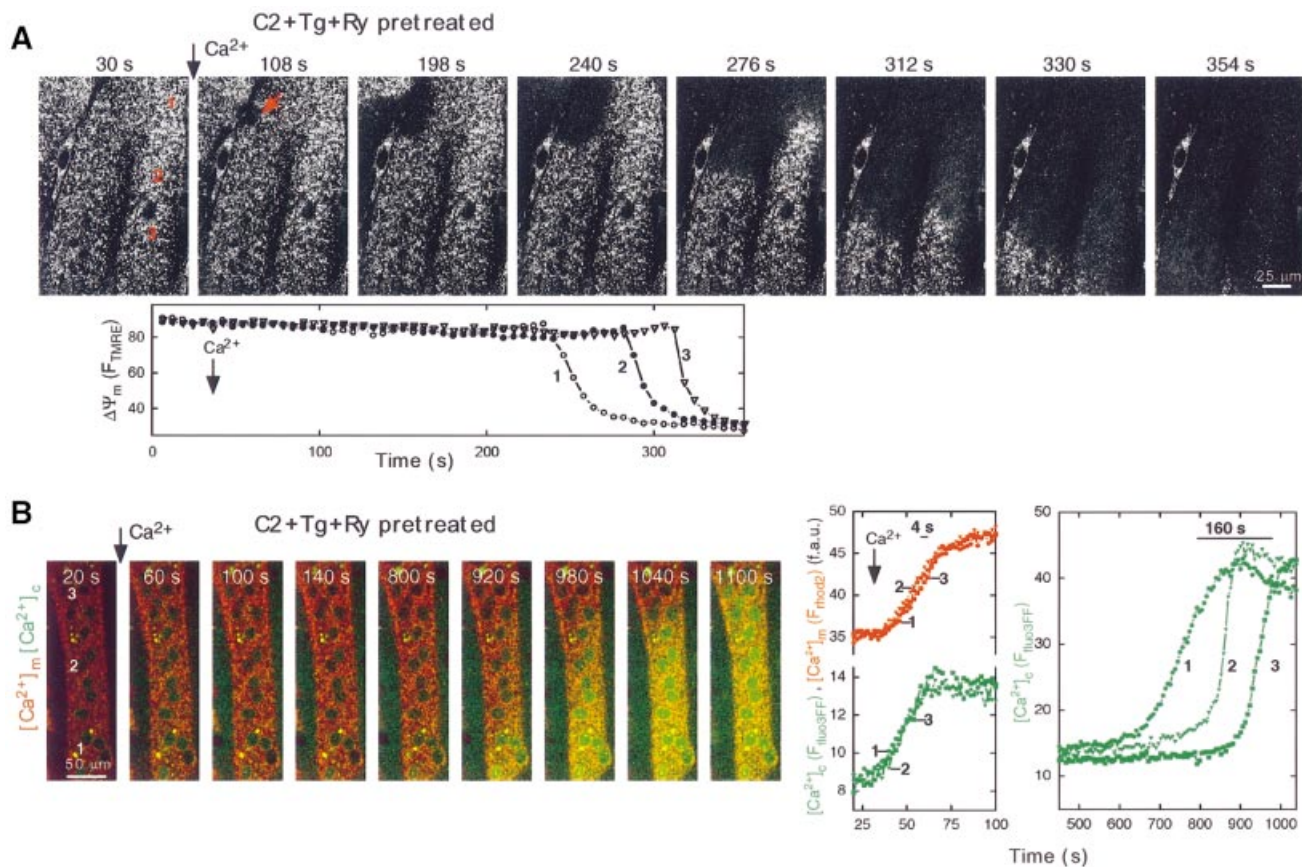 C2+Tg+Ry pretreated
A
Ca2+
30 s 108 s 198 s 240 s 276 s 312 s 330 s 354 s
1
2
3
25 μm
ΔΨm (FTMRE)
80
60
40
Ca2+
1
2
3
0 100 200 300
Time (s)
B
Ca2+
C2+Tg+Ry pretreated
[Ca2+]m [Ca2+]c
20 s 60 s 100 s 140 s 800 s 920 s 980 s 1040 s 1100 s
3
2
1
50 μm
[Ca2+]c (Ffluo3FF) , [Ca2+]m (Frhod2) (f.a.u.)
50
45
40
35
Ca2+
4 s
2
3
1
14
12
10
8
3
1
2
25 50 75 100
[Ca2+]c (Ffluo3FF)
50
40
30
20
10
160 s
1
2
3
500 600 700 800 900 1000
Time (s)